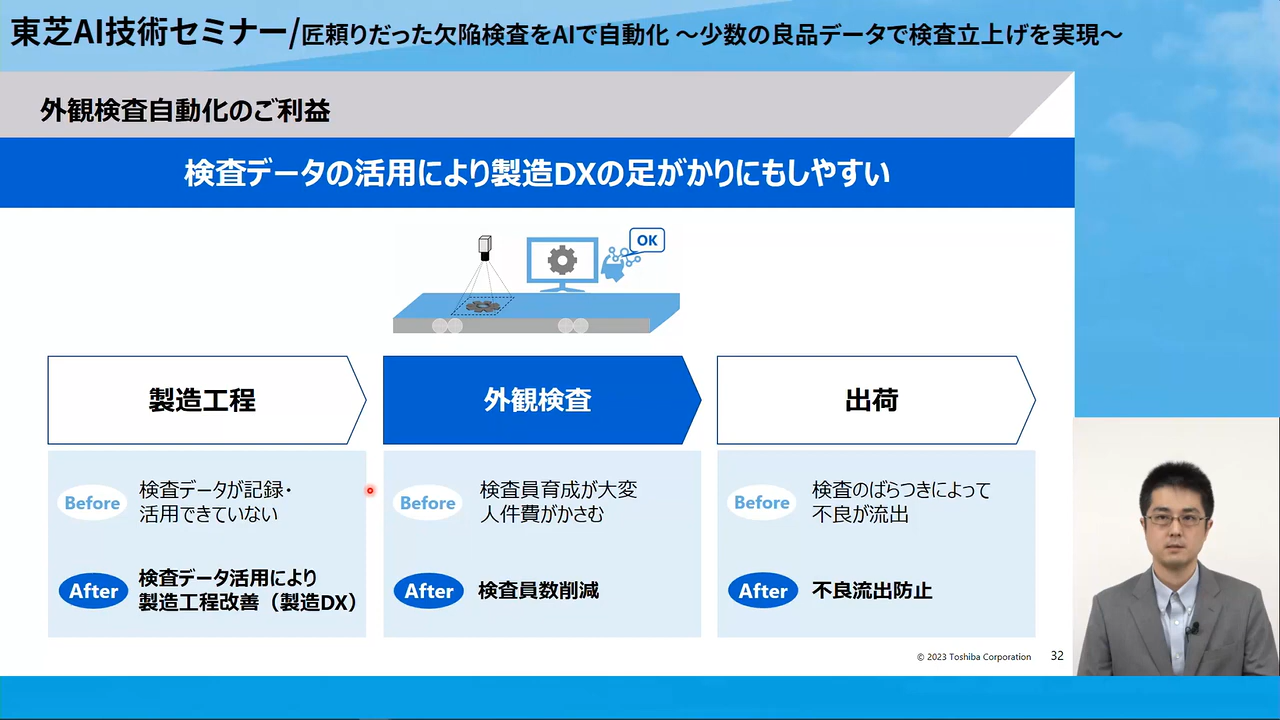 東芝AI技術セミナー/匠頼りだった欠陥検査をAIで自動化 ～少数の良品データで検査立上げを実現～
外観検査自動化のご利益
検査データの活用により製造DXの足がかりにもしやすい
OK
製造工程
外観検査
出荷
Before
検査データが記録・
活用できていない
After
検査データ活用により
製造工程改善（製造DX）
Before
検査員育成が大変
人件費がかさむ
After
検査員数削減
Before
検査のばらつきによって
不良が流出
After
不良流出防止
© 2023 Toshiba Corporation
32